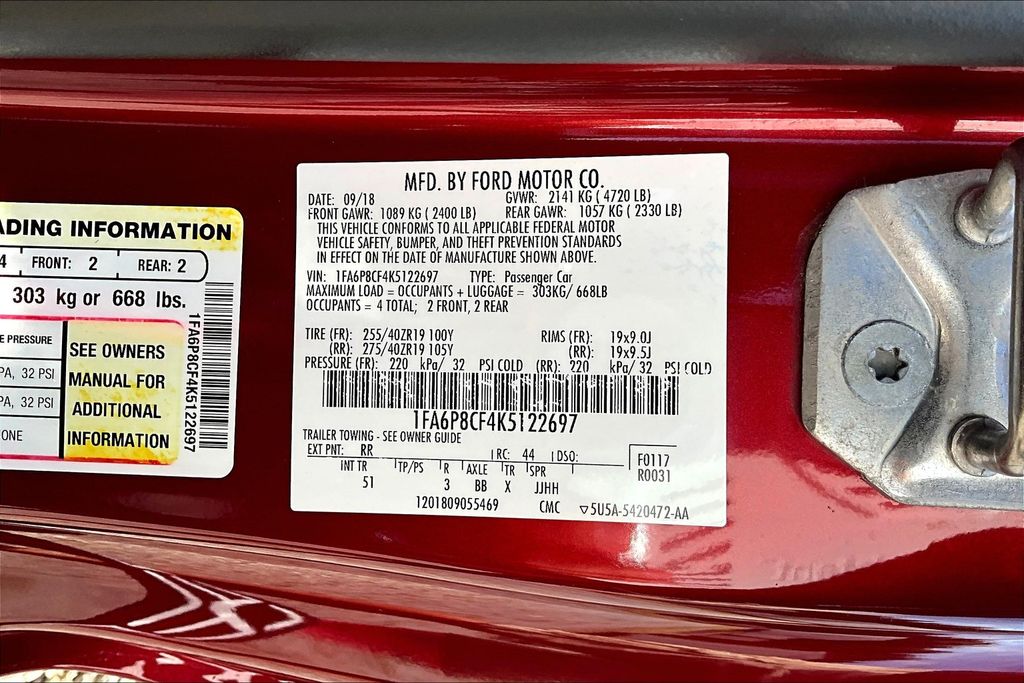 ADING INFORMATION
4 FRONT: 2 REAR: 2
303 kg or 668 lbs.
E PRESSURE
PA, 32 PSI
PA, 32 PSI
ONE
SEE OWNERS
MANUAL FOR
ADDITIONAL
INFORMATION
1FA6P8CF4K5122697
MFD. BY FORD MOTOR CO.
DATE: 09/18 GVWR: 2141 KG ( 4720 LB)
FRONT GAWR: 1089 KG ( 2400 LB) REAR GAWR: 1057 KG ( 2330 LB)
THIS VEHICLE CONFORMS TO ALL APPLICABLE FEDERAL MOTOR
VEHICLE SAFETY, BUMPER, AND THEFT PREVENTION STANDARDS
IN EFFECT ON THE DATE OF MANUFACTURE SHOWN ABOVE.
VIN: 1FA6P8CF4K5122697 TYPE: Passenger Car
MAXIMUM LOAD = OCCUPANTS + LUGGAGE = 303KG/ 668LB
OCCUPANTS = 4 TOTAL; 2 FRONT, 2 REAR
TIRE (FR): 255/40ZR19 100Y RIMS (FR): 19x9.0J
(RR): 275/40ZR19 105Y (RR): 19x9.5J
PRESSURE (FR): 220 kPa/ 32 PSI COLD (RR): 220 kPa/ 32 PSI COLD
1FA6P8CF4K5122697
TRAILER TOWING - SEE OWNER GUIDE
EXT PNT: RR RC: 44 DSO: F0117
INT TR TP/PS R AXLE TR SPR R0031
51 3 BB X JJHH
1201809055469 CMC ▽5U5A-5420472-AA